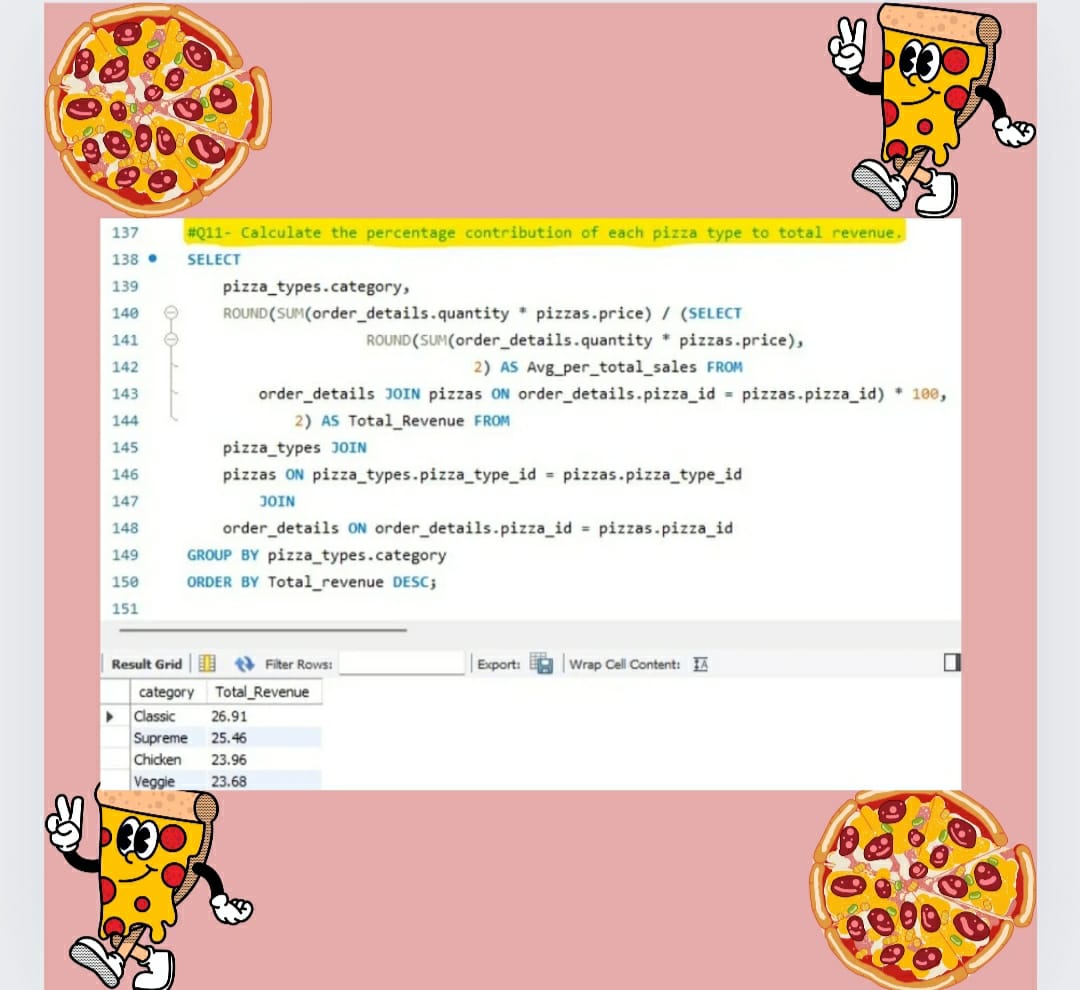 137 #Q11- Calculate the percentage contribution of each pizza type to total revenue.
138 SELECT
139 pizza_types.category,
140 ROUND(SUM(order_details.quantity * pizzas.price) / (SELECT
141 ROUND(SUM(order_details.quantity * pizzas.price),
142 2) AS Avg_per_total_sales FROM
143 order_details JOIN pizzas ON order_details.pizza_id = pizzas.pizza_id) * 100,
144 2) AS Total_Revenue FROM
145 pizza_types JOIN
146 pizzas ON pizza_types.pizza_type_id = pizzas.pizza_type_id
147 JOIN
148 order_details ON order_details.pizza_id = pizzas.pizza_id
149 GROUP BY pizza_types.category
150 ORDER BY Total_revenue DESC;
151
Result Grid Filter Rows: Export: Wrap Cell Content: IA
category Total_Revenue
Classic 26.91
Supreme 25.46
Chicken 23.96
Veggie 23.68